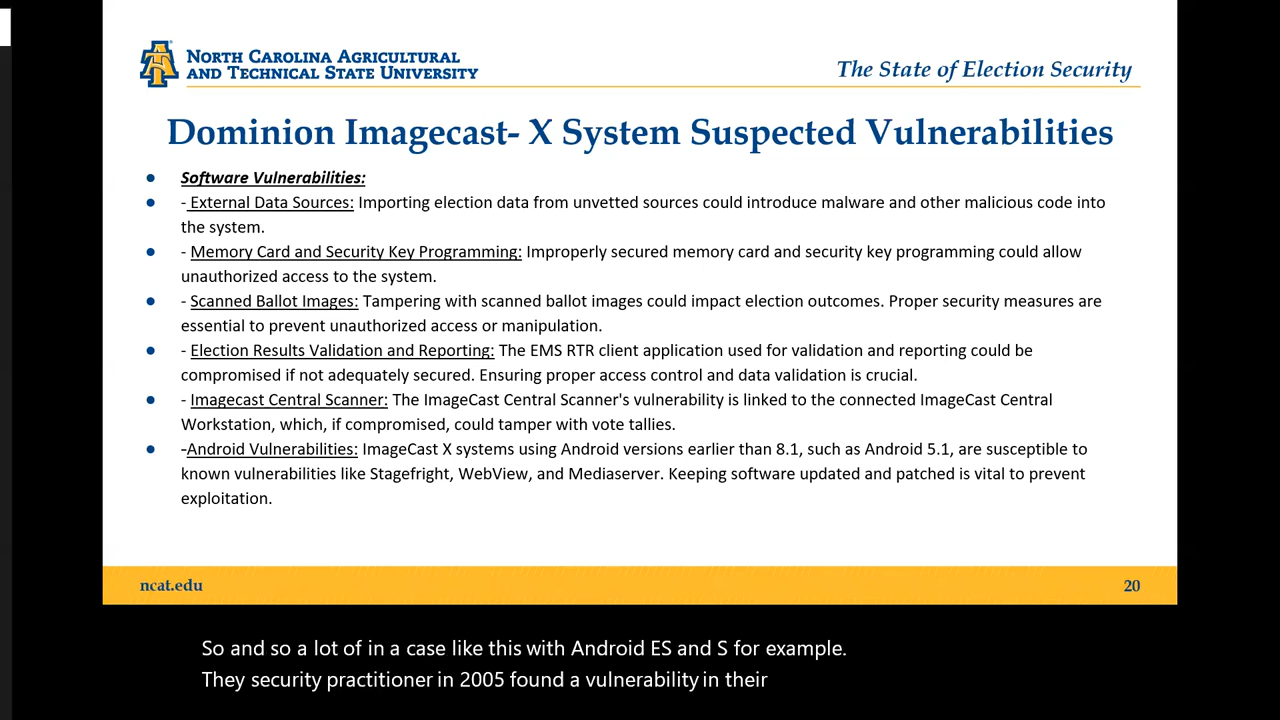 NORTH CAROLINA AGRICULTURAL
AND TECHNICAL STATE UNIVERSITY
The State of Election Security
Dominion Imagecast- X System Suspected Vulnerabilities
● Software Vulnerabilities:
● - External Data Sources: Importing election data from unvetted sources could introduce malware and other malicious code into
the system.
● - Memory Card and Security Key Programming: Improperly secured memory card and security key programming could allow
unauthorized access to the system.
● - Scanned Ballot Images: Tampering with scanned ballot images could impact election outcomes. Proper security measures are
essential to prevent unauthorized access or manipulation.
● - Election Results Validation and Reporting: The EMS RTR client application used for validation and reporting could be
compromised if not adequately secured. Ensuring proper access control and data validation is crucial.
● - Imagecast Central Scanner: The ImageCast Central Scanner's vulnerability is linked to the connected ImageCast Central
Workstation, which, if compromised, could tamper with vote tallies.
● -Android Vulnerabilities: ImageCast X systems using Android versions earlier than 8.1, such as Android 5.1, are susceptible to
known vulnerabilities like Stagefright, WebView, and Mediaserver. Keeping software updated and patched is vital to prevent
exploitation.
ncat.edu
20
So and so a lot of in a case like this with Android ES and S for example.
They security practitioner in 2005 found a vulnerability in their